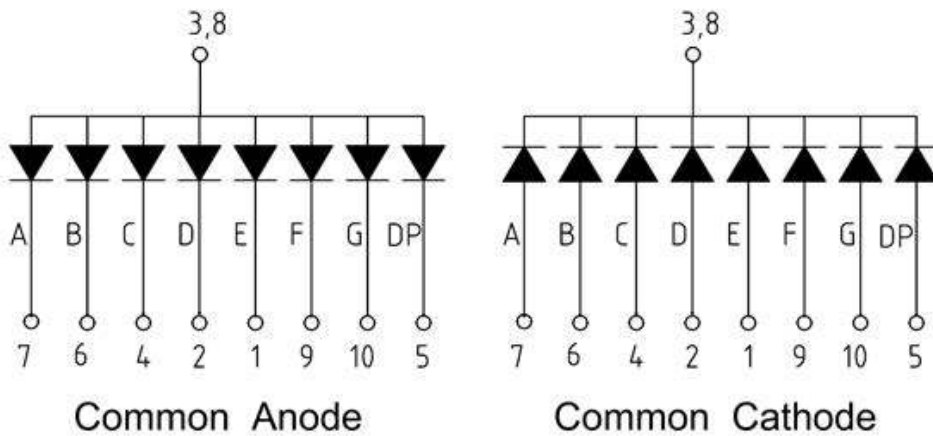 3,8 3,8
A B C D E F G DP A B C D E F G DP
7 6 4 2 1 9 10 5 7 6 4 2 1 9 10 5
Common Anode Common Cathode